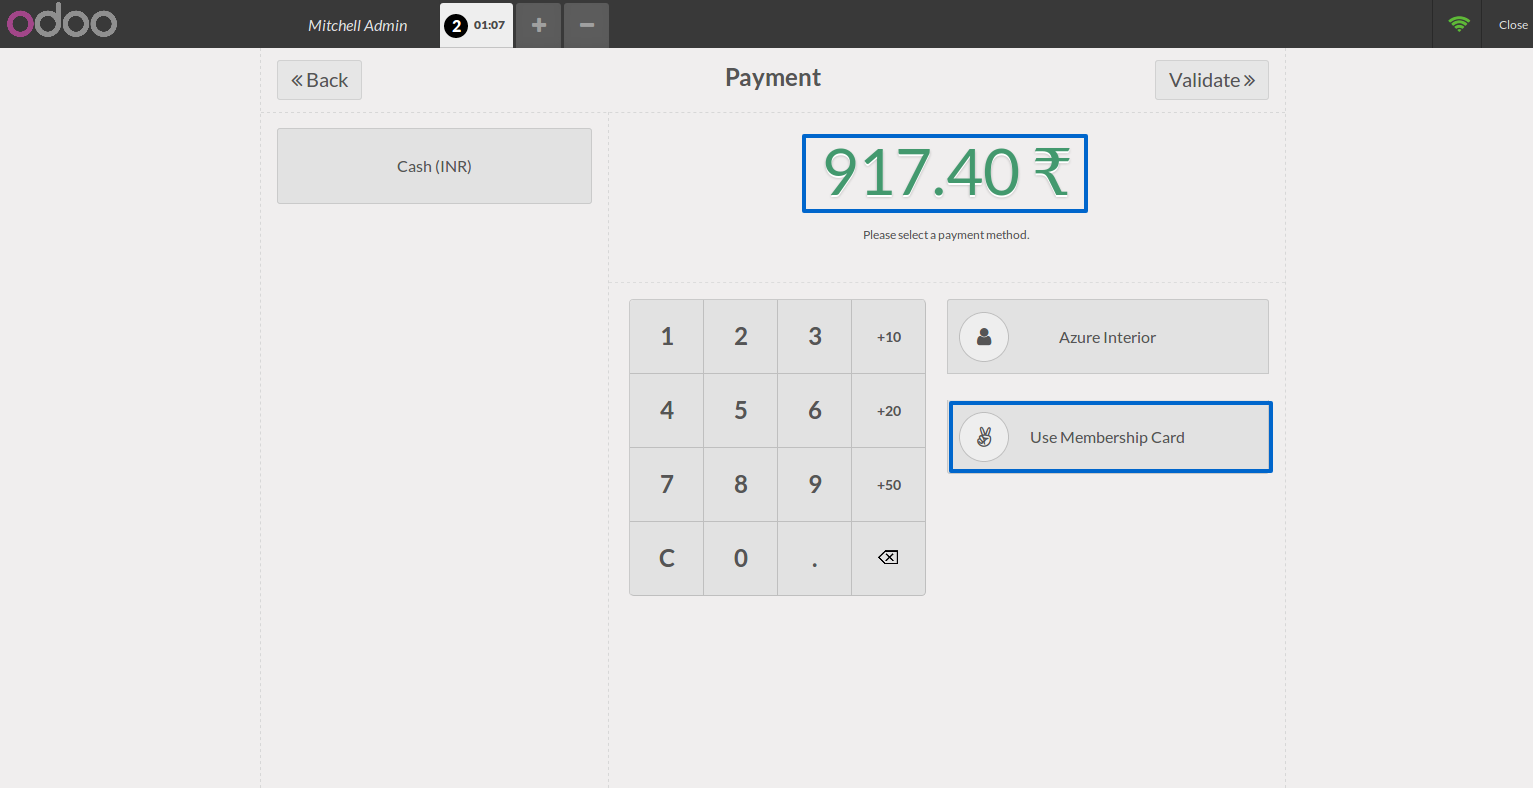 odoo
Mitchell Admin
2 01:07
+
−
Close
« Back
Payment
Validate »
Cash (INR)
917.40 ₹
Please select a payment method.
1 2 3 +10
4 5 6 +20
7 8 9 +50
C 0 .
Azure Interior
Use Membership Card